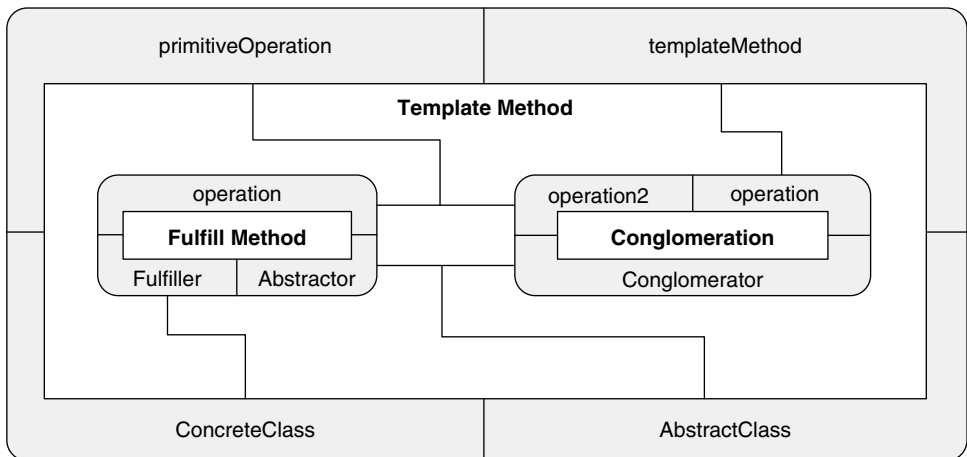 primitiveOperation
templateMethod
Template Method
operation
operation2
operation
Fulfill Method
Conglomeration
Fulfiller
Abstractor
Conglomerator
ConcreteClass
AbstractClass